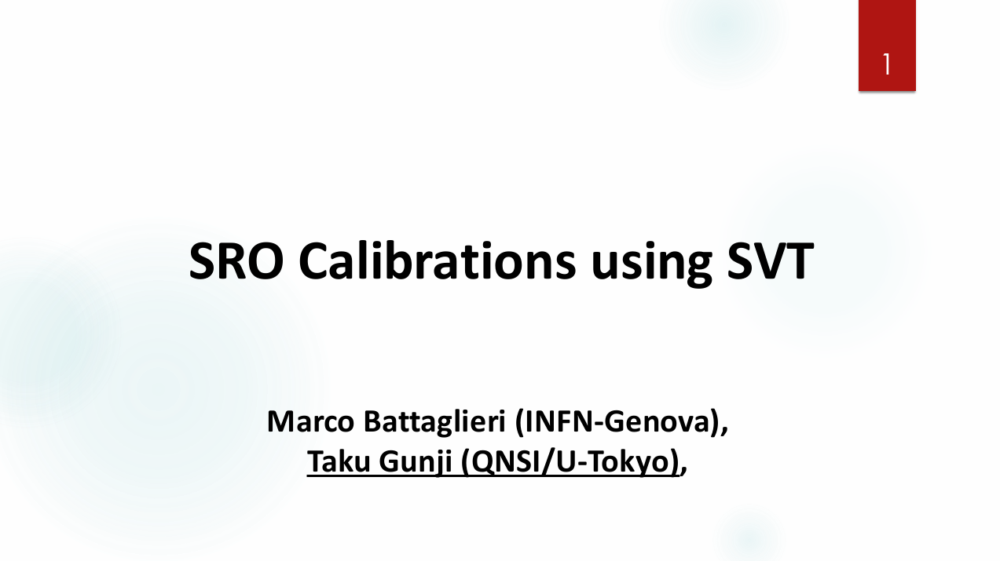 1
SRO Calibrations using SVT
Marco Battaglieri (INFN-Genova),
Taku Gunji (QNSI/U-Tokyo),